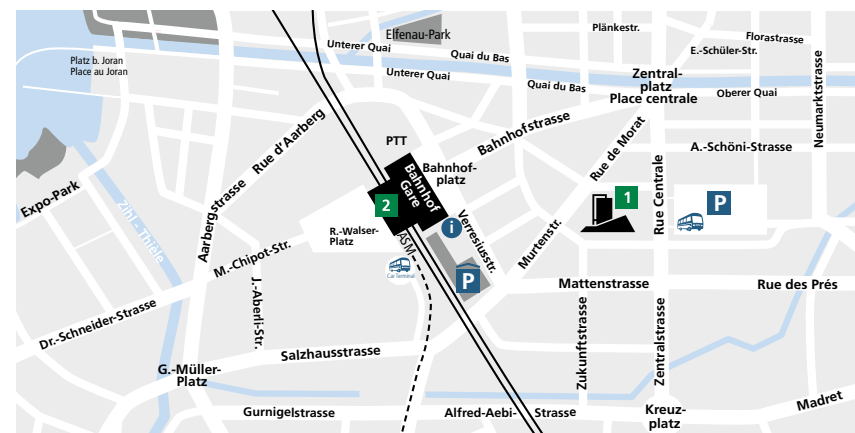 Plänkestr.
Elfenau-Park
Florastrasse
Unterer Quai
Quai du Bas
E.-Schüler-Str.
Platz b. Joran
Place au Joran
Unterer Quai
Zentral-
platz
Place centrale
Quai du Bas
Oberer Quai
Neumarktstrasse
Rue d'Aarberg
PTT
Bahnhofstrasse
Rue de Morat
A.-Schöni-Strasse
Bahnhof-
platz
Bahnhof
Gare
Expo-Park
Zihl - Thièle
Aarbergstrasse
2
1
P
Rue Centrale
i
Verresiusstr.
R.-Walser-
Platz
ASM
Murtenstr.
M.-Chipot-Str.
Car Terminal
P
Mattenstrasse
Rue des Prés
J.-Aberli-Str.
Dr.-Schneider-Strasse
Salzhausstrasse
Zukunftstrasse
Zentralstrasse
G.-Müller-
Platz
Gurnigelstrasse
Alfred-Aebi-
Strasse
Kreuz-
platz
Madret